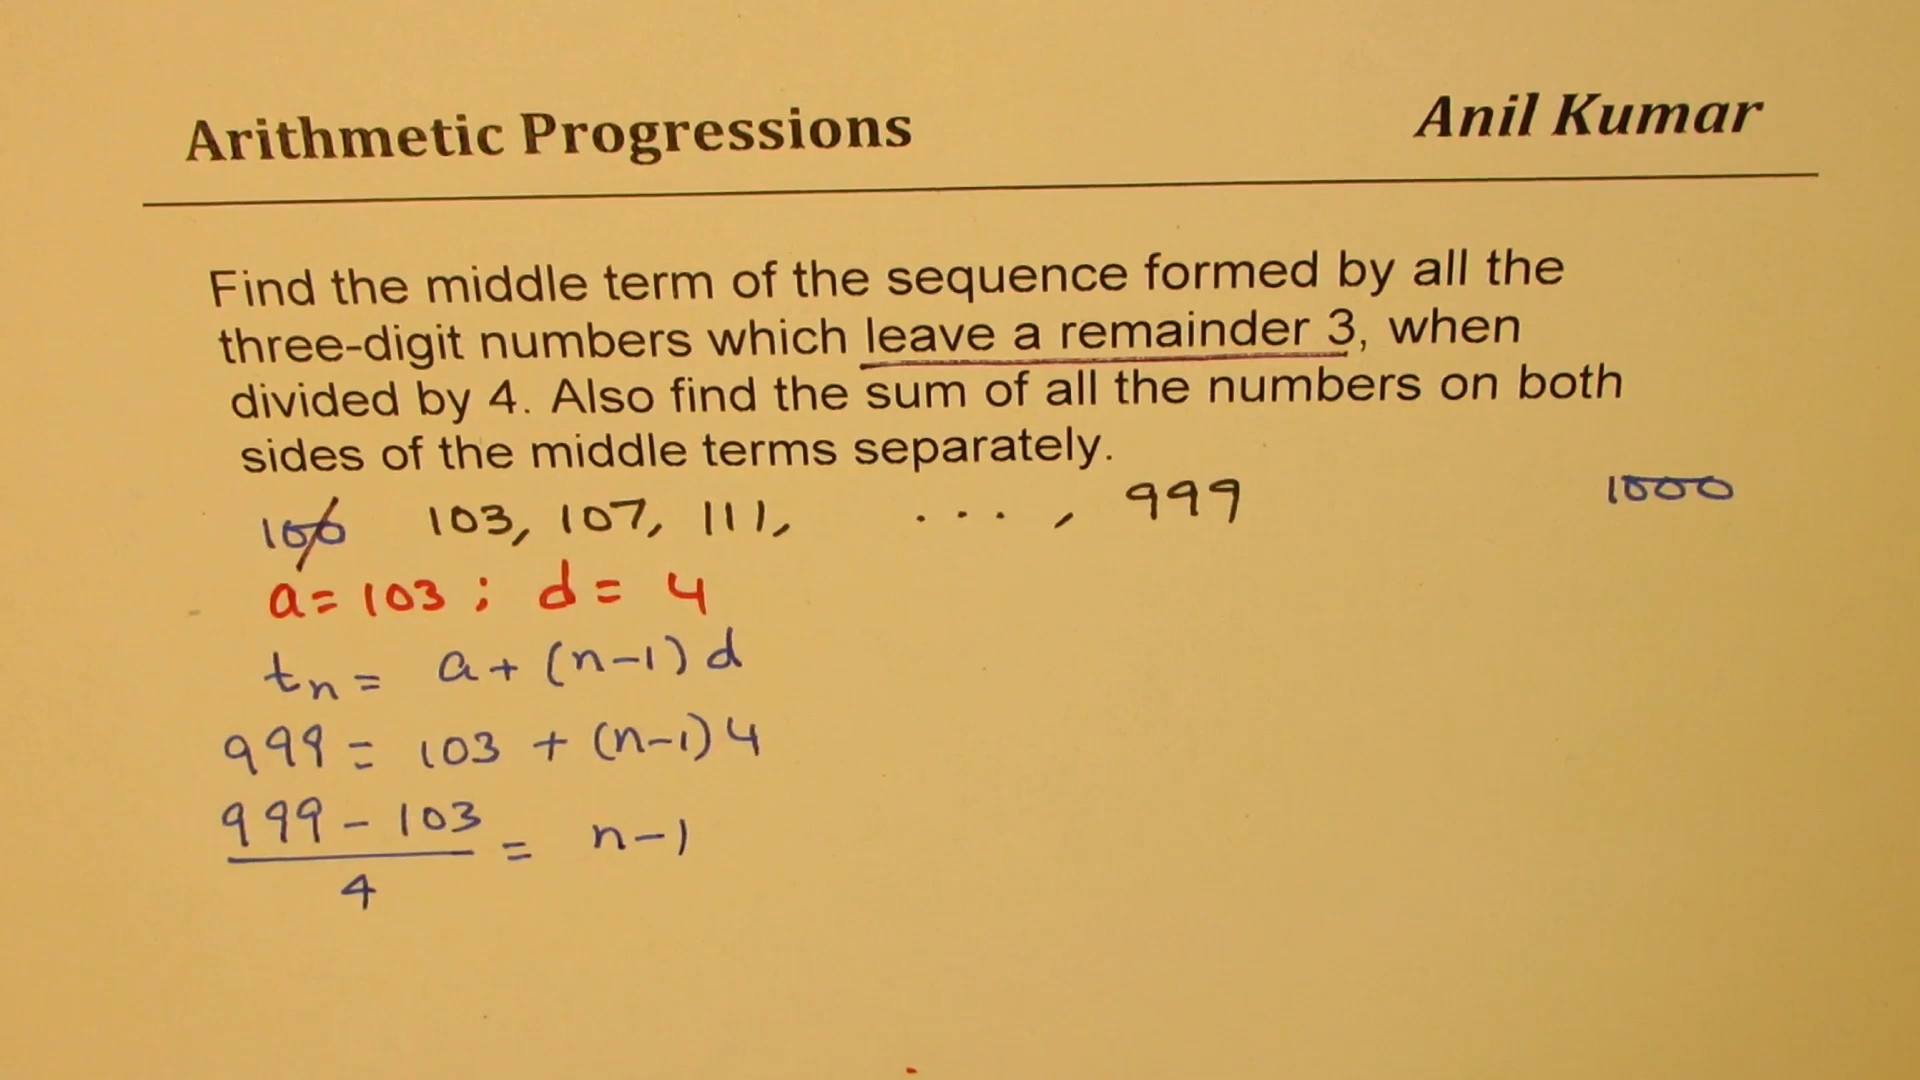 Arithmetic Progressions
Anil Kumar
Find the middle term of the sequence formed by all the
three-digit numbers which leave a remainder 3, when
divided by 4. Also find the sum of all the numbers on both
sides of the middle terms separately.
100 103, 107, 111, ..., 999 1000
a = 103 ; d = 4
tn = a + (n-1) d
999 = 103 + (n-1) 4
999 - 103 = n-1
4